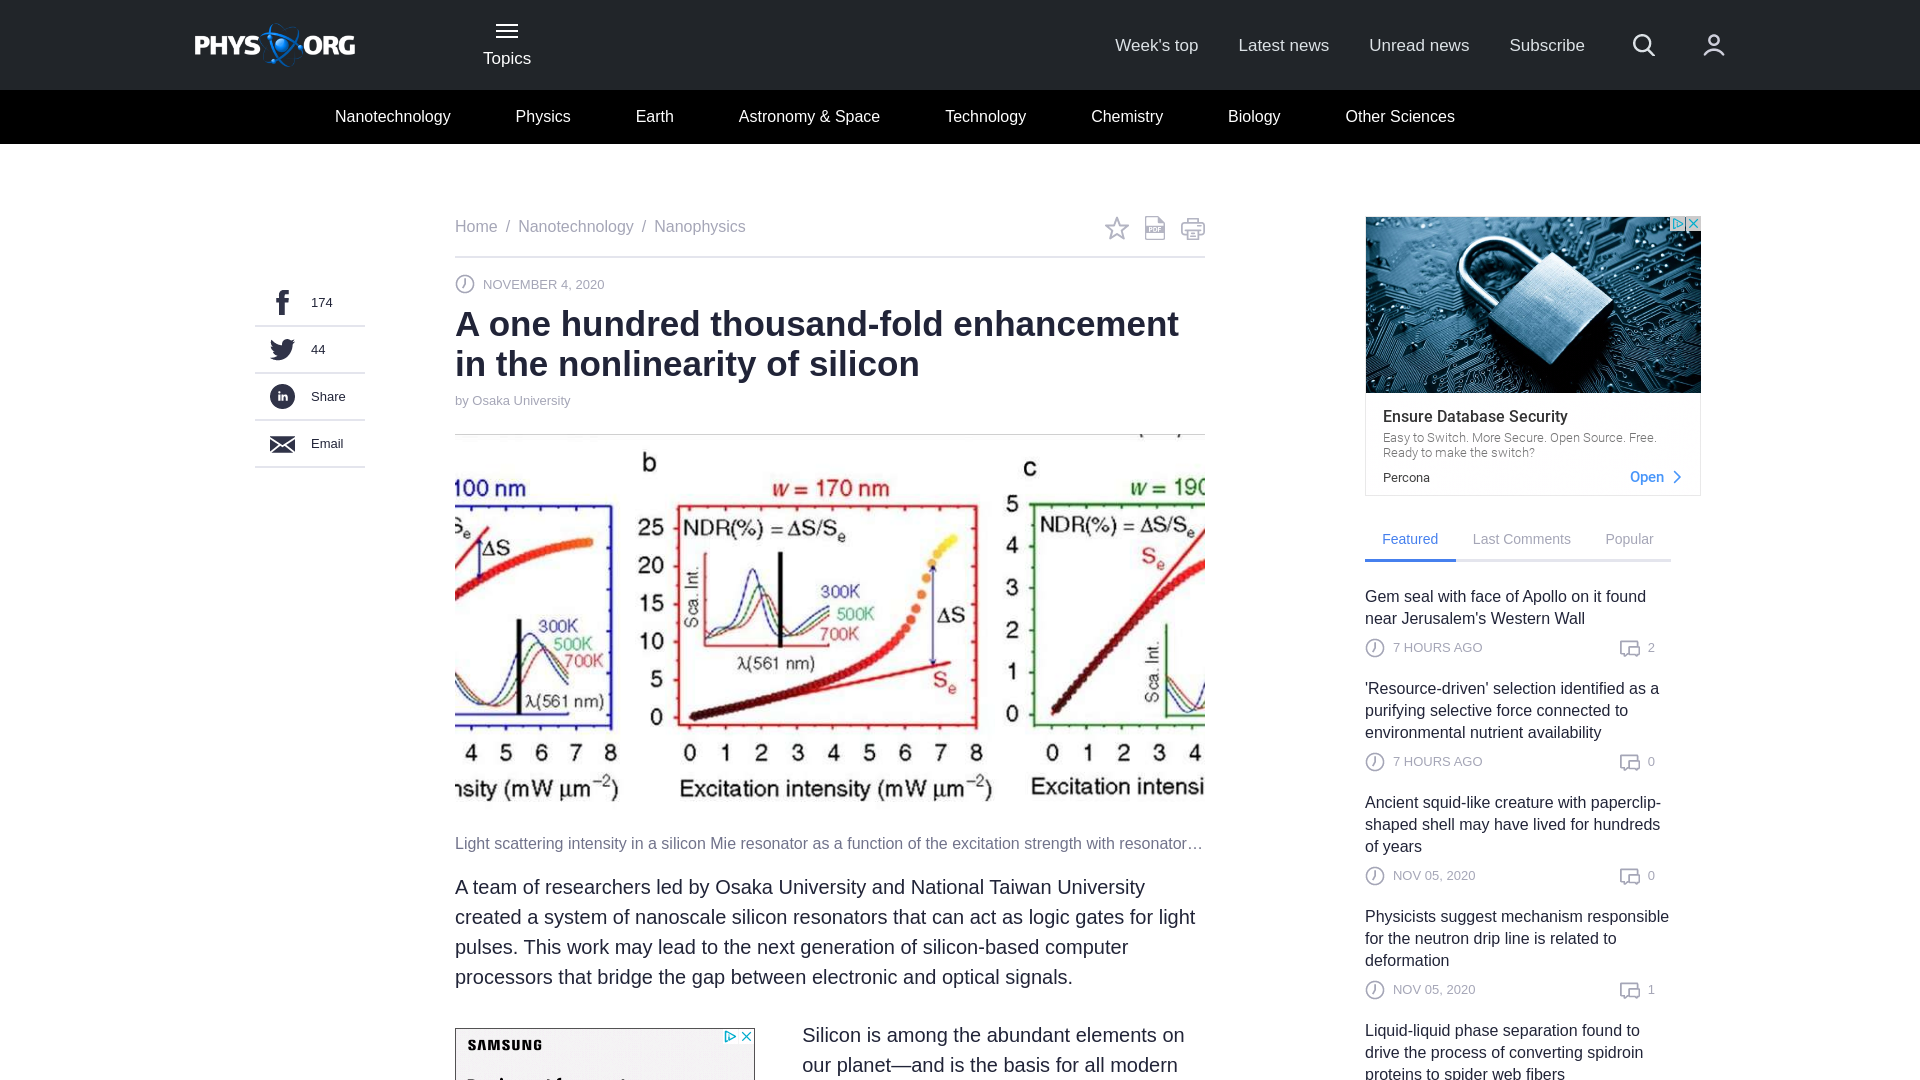 PHYS ORG
Topics
Week's top
Latest news
Unread news
Subscribe
Nanotechnology
Physics
Earth
Astronomy & Space
Technology
Chemistry
Biology
Other Sciences
Home / Nanotechnology / Nanophysics
PDF
174
44
in Share
Email
NOVEMBER 4, 2020
A one hundred thousand-fold enhancement
in the nonlinearity of silicon
by Osaka University
100 nm
ΔS
300K
500K
700K
λ(561 nm)
4 5 6 7 8
nsity (mW μm⁻²)
b
w = 170 nm
NDR(%) = ΔS/Sₑ
25
20
15
10
5
0
Sca. Int.
300K
500K
700K
λ(561 nm)
ΔS
Sₑ
0 1 2 3 4 5 6 7 8
Excitation intensity (mW μm⁻²)
c
w = 190
NDR(%) = ΔS/Sₑ
5
4
3
2
1
0
Sₑ
Sca. Int.
0 1 2 3 4
Excitation intensi
Light scattering intensity in a silicon Mie resonator as a function of the excitation strength with resonator…
A team of researchers led by Osaka University and National Taiwan University
created a system of nanoscale silicon resonators that can act as logic gates for light
pulses. This work may lead to the next generation of silicon-based computer
processors that bridge the gap between electronic and optical signals.
SAMSUNG
Silicon is among the abundant elements on
our planet—and is the basis for all modern
Ensure Database Security
Easy to Switch. More Secure. Open Source. Free.
Ready to make the switch?
Percona
Open
Featured
Last Comments
Popular
Gem seal with face of Apollo on it found
near Jerusalem's Western Wall
7 HOURS AGO 2
'Resource-driven' selection identified as a
purifying selective force connected to
environmental nutrient availability
7 HOURS AGO 0
Ancient squid-like creature with paperclip-
shaped shell may have lived for hundreds
of years
NOV 05, 2020 0
Physicists suggest mechanism responsible
for the neutron drip line is related to
deformation
NOV 05, 2020 1
Liquid-liquid phase separation found to
drive the process of converting spidroin
proteins to spider web fibers